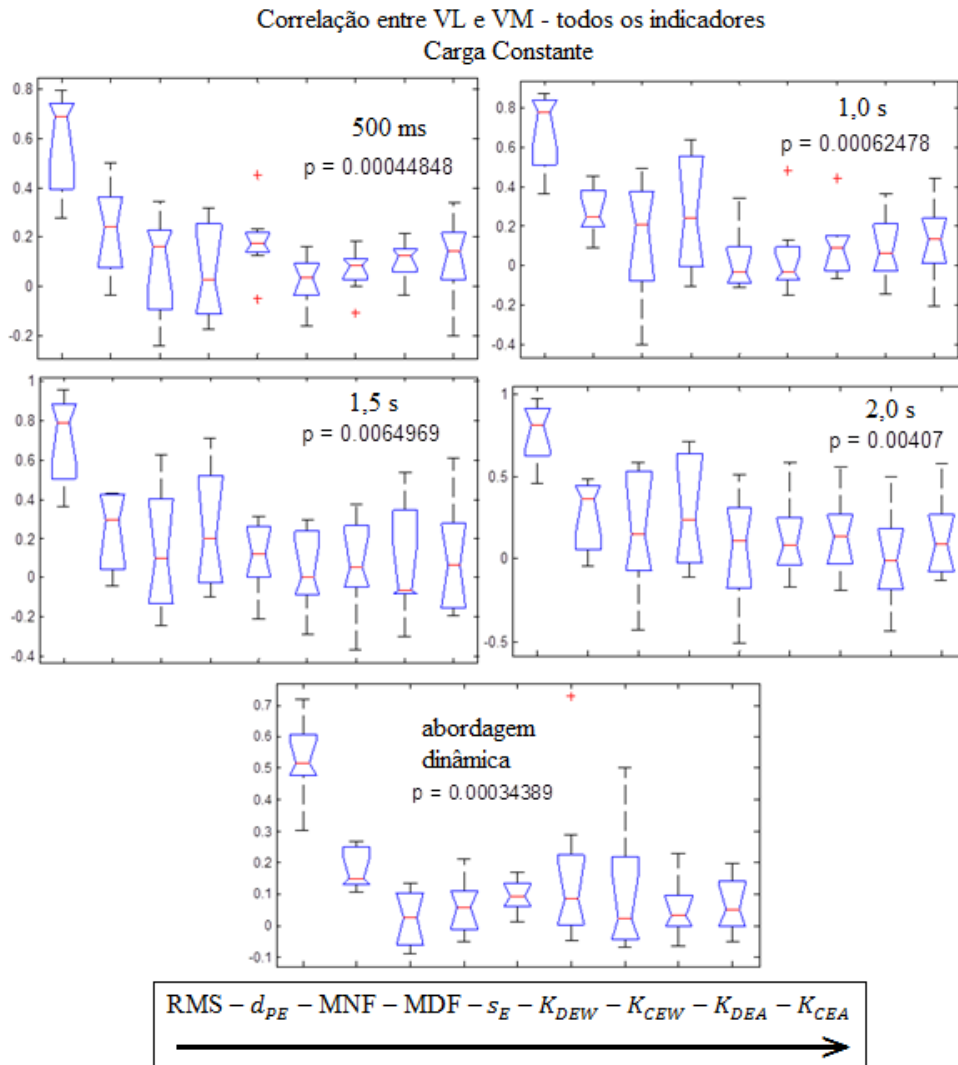 Correlação entre VL e VM - todos os indicadores
Carga Constante
0.8
0.6
0.4
0.2
0
-0.2
500 ms
p = 0.00044848
0.8
0.6
0.4
0.2
0
-0.2
-0.4
1,0 s
p = 0.00062478
1
0.8
0.6
0.4
0.2
0
-0.2
-0.4
1,5 s
p = 0.0064969
1
0.5
0
-0.5
2,0 s
p = 0.00407
0.7
0.6
0.5
0.4
0.3
0.2
0.1
0
-0.1
abordagem
dinâmica
p = 0.00034389
RMS – d_PE – MNF – MDF – s_E – K_DEW – K_CEW – K_DEA – K_CEA